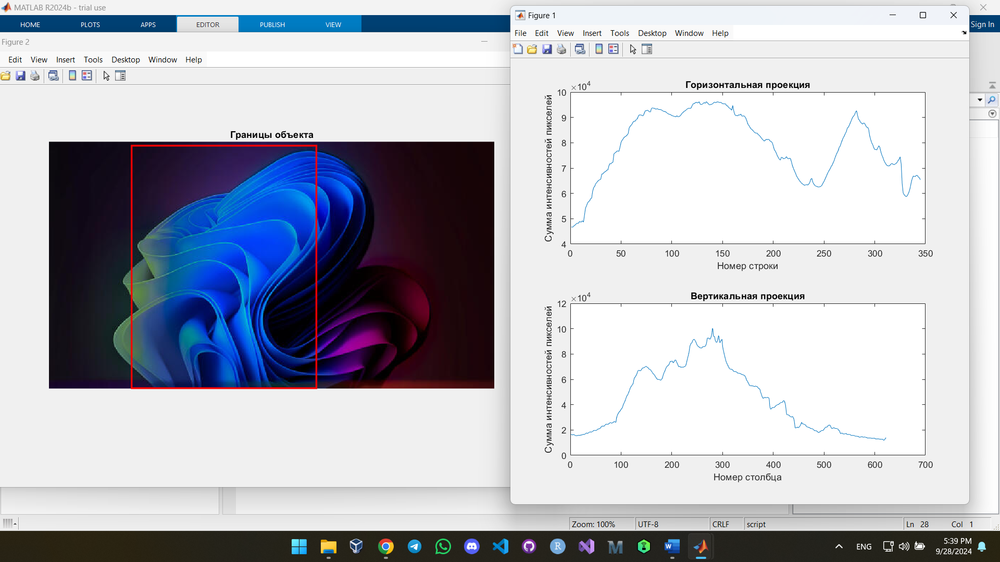 MATLAB R2024b - trial use
HOME PLOTS APPS EDITOR PUBLISH VIEW
Sign In
Figure 2
Edit View Insert Tools Desktop Window Help
Границы объекта
Figure 1
File Edit View Insert Tools Desktop Window Help
Горизонтальная проекция
×10⁴
Сумма интенсивностей пикселей
10
9
8
7
6
5
4
0 50 100 150 200 250 300 350
Номер строки
Вертикальная проекция
×10⁴
Сумма интенсивностей пикселей
12
10
8
6
4
2
0
0 100 200 300 400 500 600 700
Номер столбца
Zoom: 100% UTF-8 CRLF script Ln 28 Col 1
R W M
ENG
5:39 PM
9/28/2024